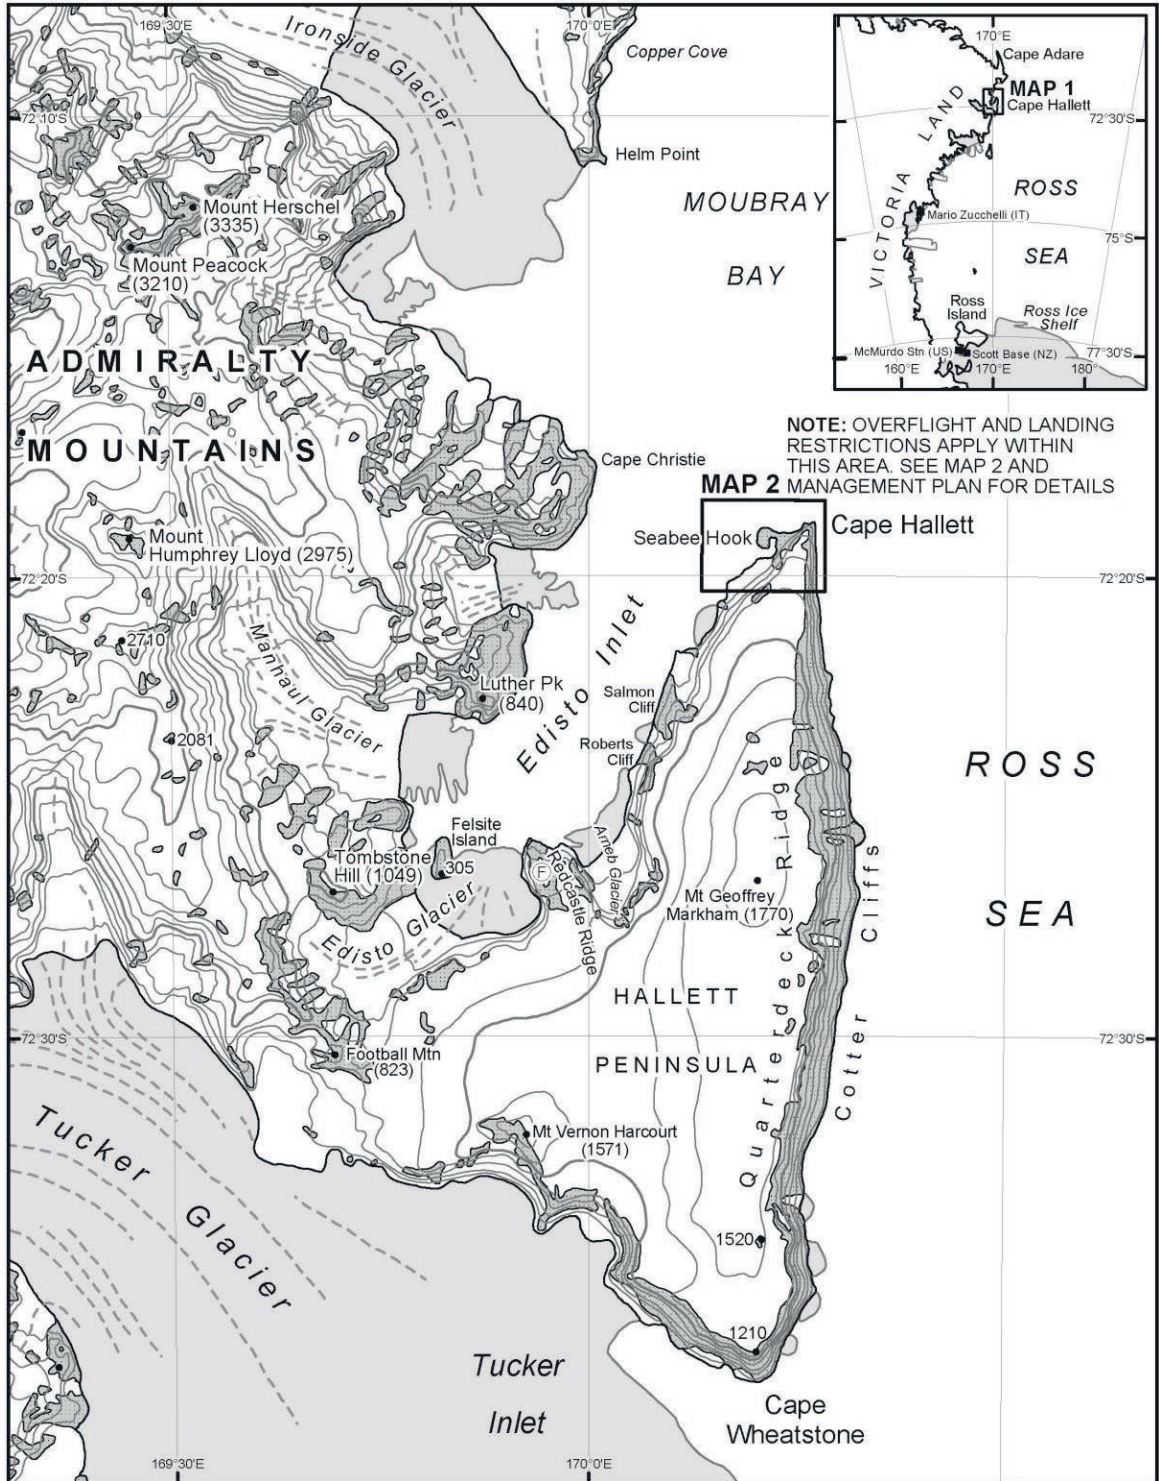 169°30'E
170°0'E
Ironside Glacier
Copper Cove
72°10'S
Helm Point
MOUBRAY
BAY
Mount Herschel
(3335)
Mount Peacock
(3210)
170°E
Cape Adare
MAP 1
Cape Hallett
72°30'S
VICTORIA LAND
ROSS
SEA
Mario Zucchelli (IT)
75°S
Ross
Island
Ross Ice
Shelf
McMurdo Stn (US)
Scott Base (NZ)
77°30'S
160°E
170°E
180°
ADMIRALTY
MOUNTAINS
NOTE: OVERFLIGHT AND LANDING
RESTRICTIONS APPLY WITHIN
THIS AREA. SEE MAP 2 AND
MANAGEMENT PLAN FOR DETAILS
Cape Christie
MAP 2
Seabee Hook
Cape Hallett
Mount
Humphrey Lloyd (2975)
72°20'S
72°20'S
2710
Manhaul Glacier
Edisto Inlet
Luther Pk
(840)
Salmon
Cliff
Roberts
Cliff
2081
ROSS
SEA
Felsite
Island
305
Tombstone
Hill (1049)
Edisto Glacier
F
Redcastle Ridge
Arneb Glacier
Mt Geoffrey
Markham (1770)
Quarterdeck Ridge
Cotter Cliffs
HALLETT
PENINSULA
72°30'S
72°30'S
Football Mtn
(823)
Mt Vernon Harcourt
(1571)
Tucker Glacier
1520
1210
Tucker
Inlet
Cape
Wheatstone
169°30'E
170°0'E